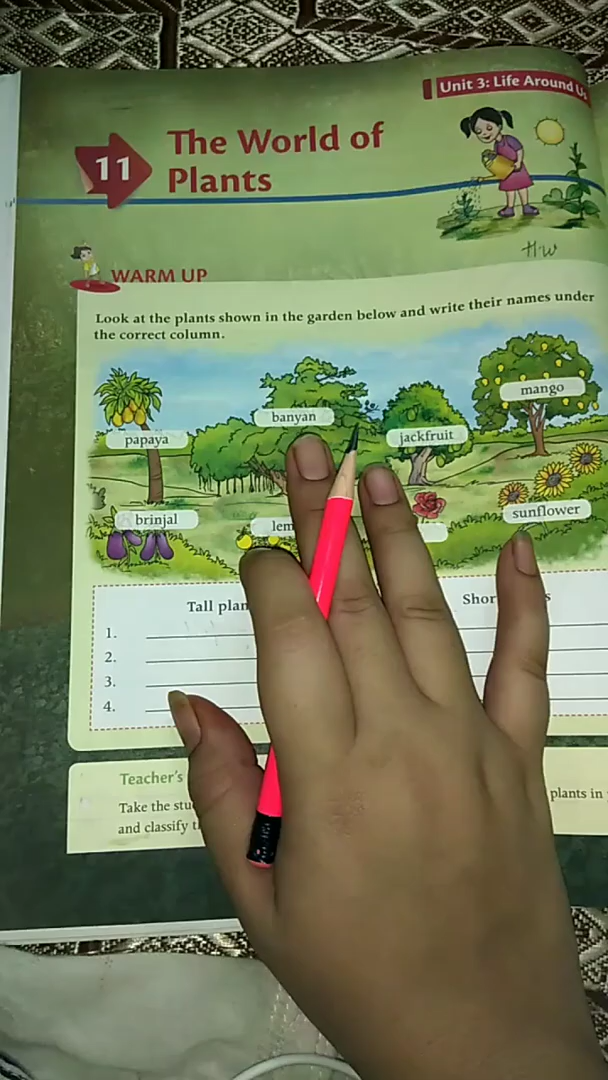 Unit 3: Life Around Us
11
The World of
Plants
HW
WARM UP
Look at the plants shown in the garden below and write their names under
the correct column.
papaya
banyan
jackfruit
mango
brinjal
lem
sunflower
Tall plan
Shor
s
1.
2.
3.
4.
Teacher's
Take the stu
plants in
and classify t